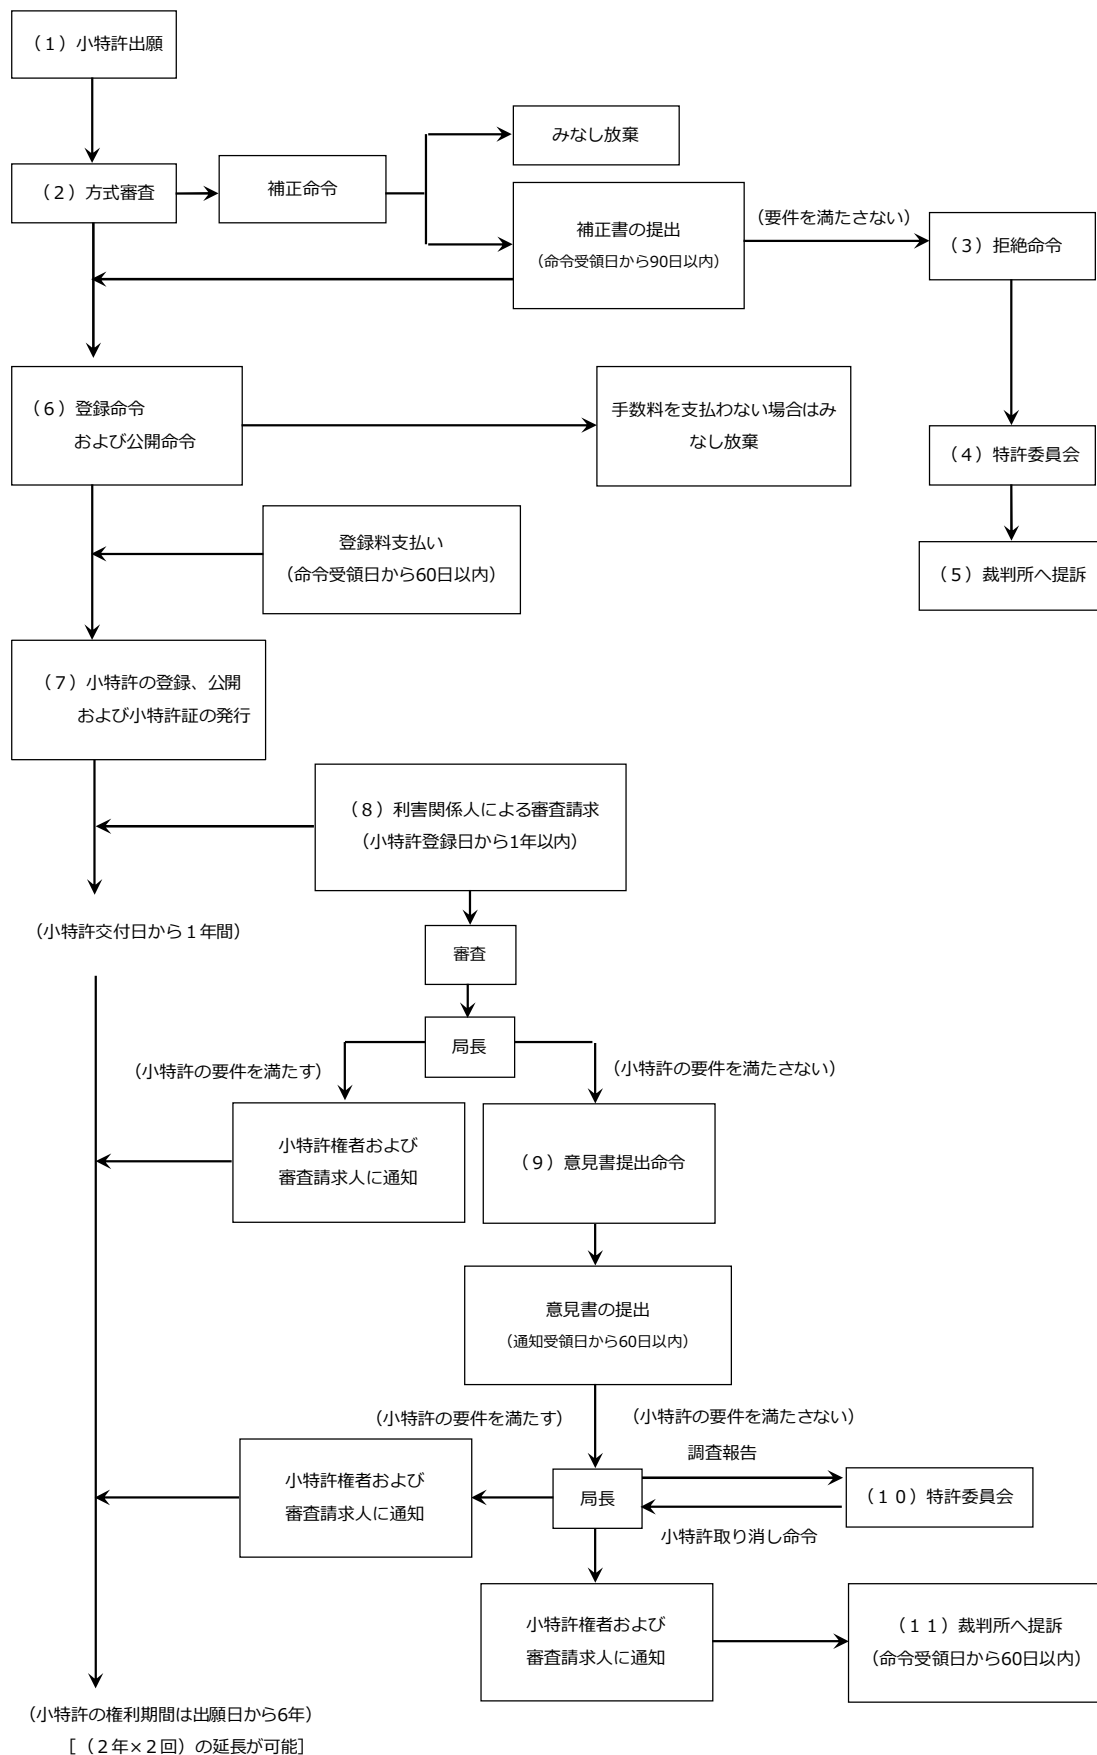 （１）小特許出願
みなし放棄
（２）方式審査
補正命令
補正書の提出
（命令受領日から90日以内）
（要件を満たさない）
（３）拒絶命令
（６）登録命令
および公開命令
手数料を支払わない場合はみ
なし放棄
（４）特許委員会
登録料支払い
（命令受領日から60日以内）
（５）裁判所へ提訴
（７）小特許の登録、公開
および小特許証の発行
（８）利害関係人による審査請求
（小特許登録日から1年以内）
（小特許交付日から１年間）
審査
局長
（小特許の要件を満たす）
（小特許の要件を満たさない）
小特許権者および
審査請求人に通知
（９）意見書提出命令
意見書の提出
（通知受領日から60日以内）
（小特許の要件を満たす）
（小特許の要件を満たさない）
調査報告
小特許権者および
審査請求人に通知
局長
（１０）特許委員会
小特許取り消し命令
小特許権者および
審査請求人に通知
（１１）裁判所へ提訴
（命令受領日から60日以内）
（小特許の権利期間は出願日から6年）
［（２年×２回）の延長が可能］